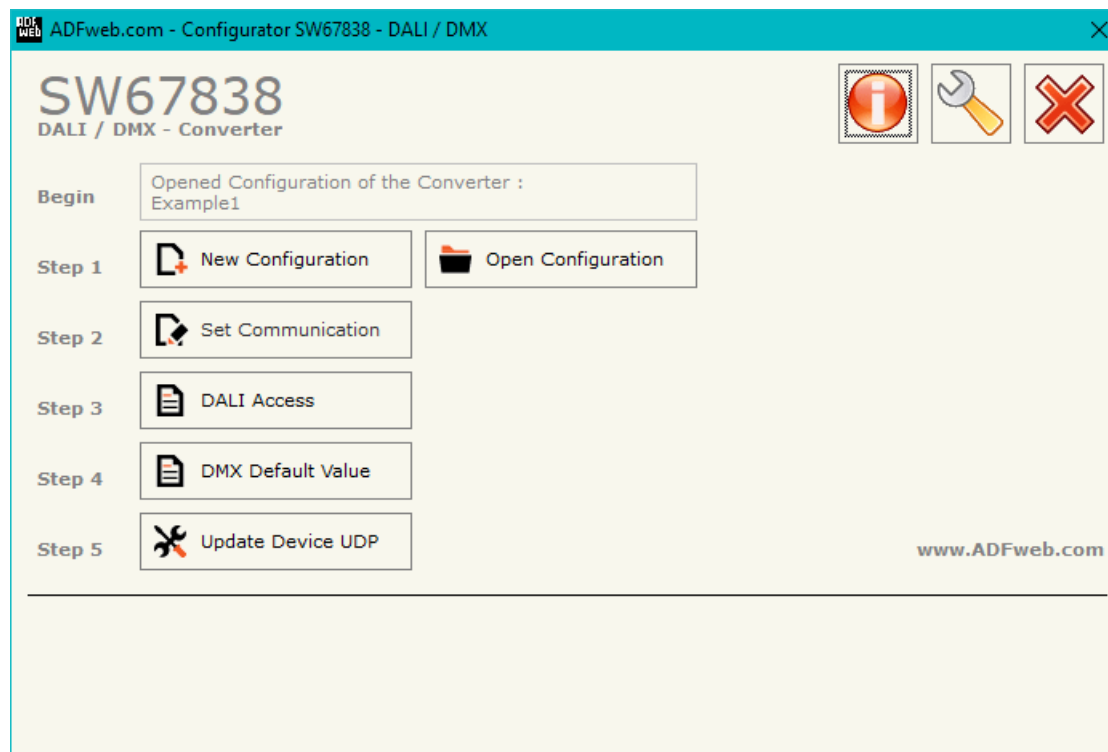 ADF
WEB
ADFweb.com - Configurator SW67838 - DALI / DMX
SW67838
DALI / DMX - Converter
Begin
Opened Configuration of the Converter :
Example1
Step 1
New Configuration
Open Configuration
Step 2
Set Communication
Step 3
DALI Access
Step 4
DMX Default Value
Step 5
Update Device UDP
www.ADFweb.com